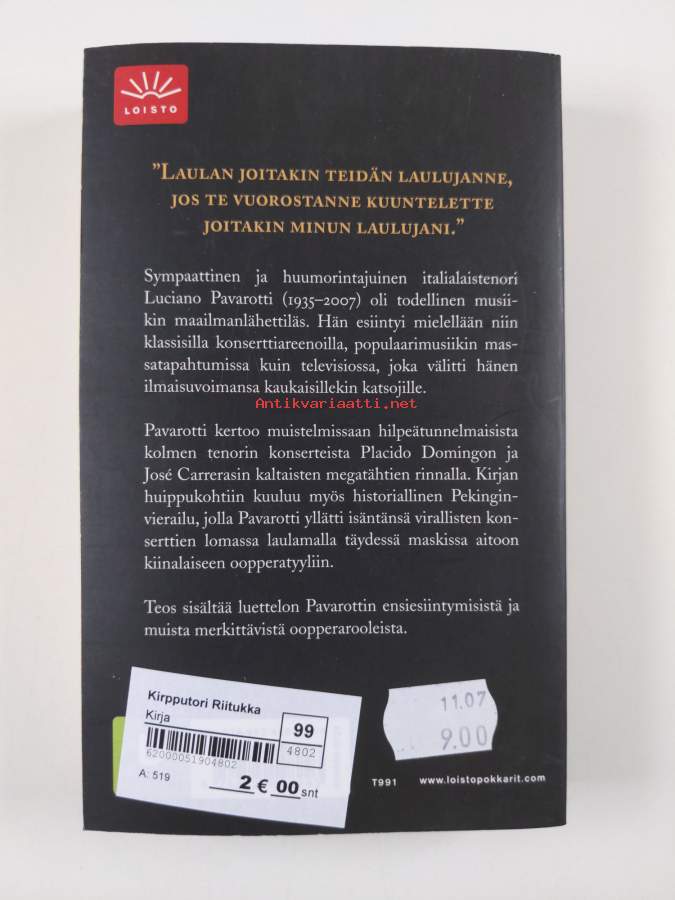 LOISTO
”LAULAN JOITAKIN TEIDÄN LAULUJANNE,
JOS TE VUOROSTANNE KUUNTELETTE
JOITAKIN MINUN LAULUJANI.”
Sympaattinen ja huumorintajuinen italialaistenori
Luciano Pavarotti (1935–2007) oli todellinen musii-
kin maailmanlähettiläs. Hän esiintyi mielellään niin
klassisilla konserttiareenoilla, populaarimusiikin mas-
satapahtumissa kuin televisiossa, joka välitti hänen
ilmaisuvoimansa kaukaisillekin katsojille.
Antikvariaatti.net
Pavarotti kertoo muistelmissaan hilpeätunnelmaisista
kolmen tenorin konserteista Placido Domingon ja
José Carrerasin kaltaisten megatähtien rinnalla. Kirjan
huippukohtiin kuuluu myös historiallinen Pekingin-
vierailu, jolla Pavarotti yllätti isäntänsä virallisten kon-
serttien lomassa laulamalla täydessä maskissa aitoon
kiinalaiseen oopperatyyliin.
Teos sisältää luettelon Pavarottin ensiesiintymisistä ja
muista merkittävistä oopperarooleista.
Kirpputori Riitukka
Kirja
99
4802
62000051904802
A: 519
2 € 00 snt
11.07
9.00
T991 www.loistopokkarit.com